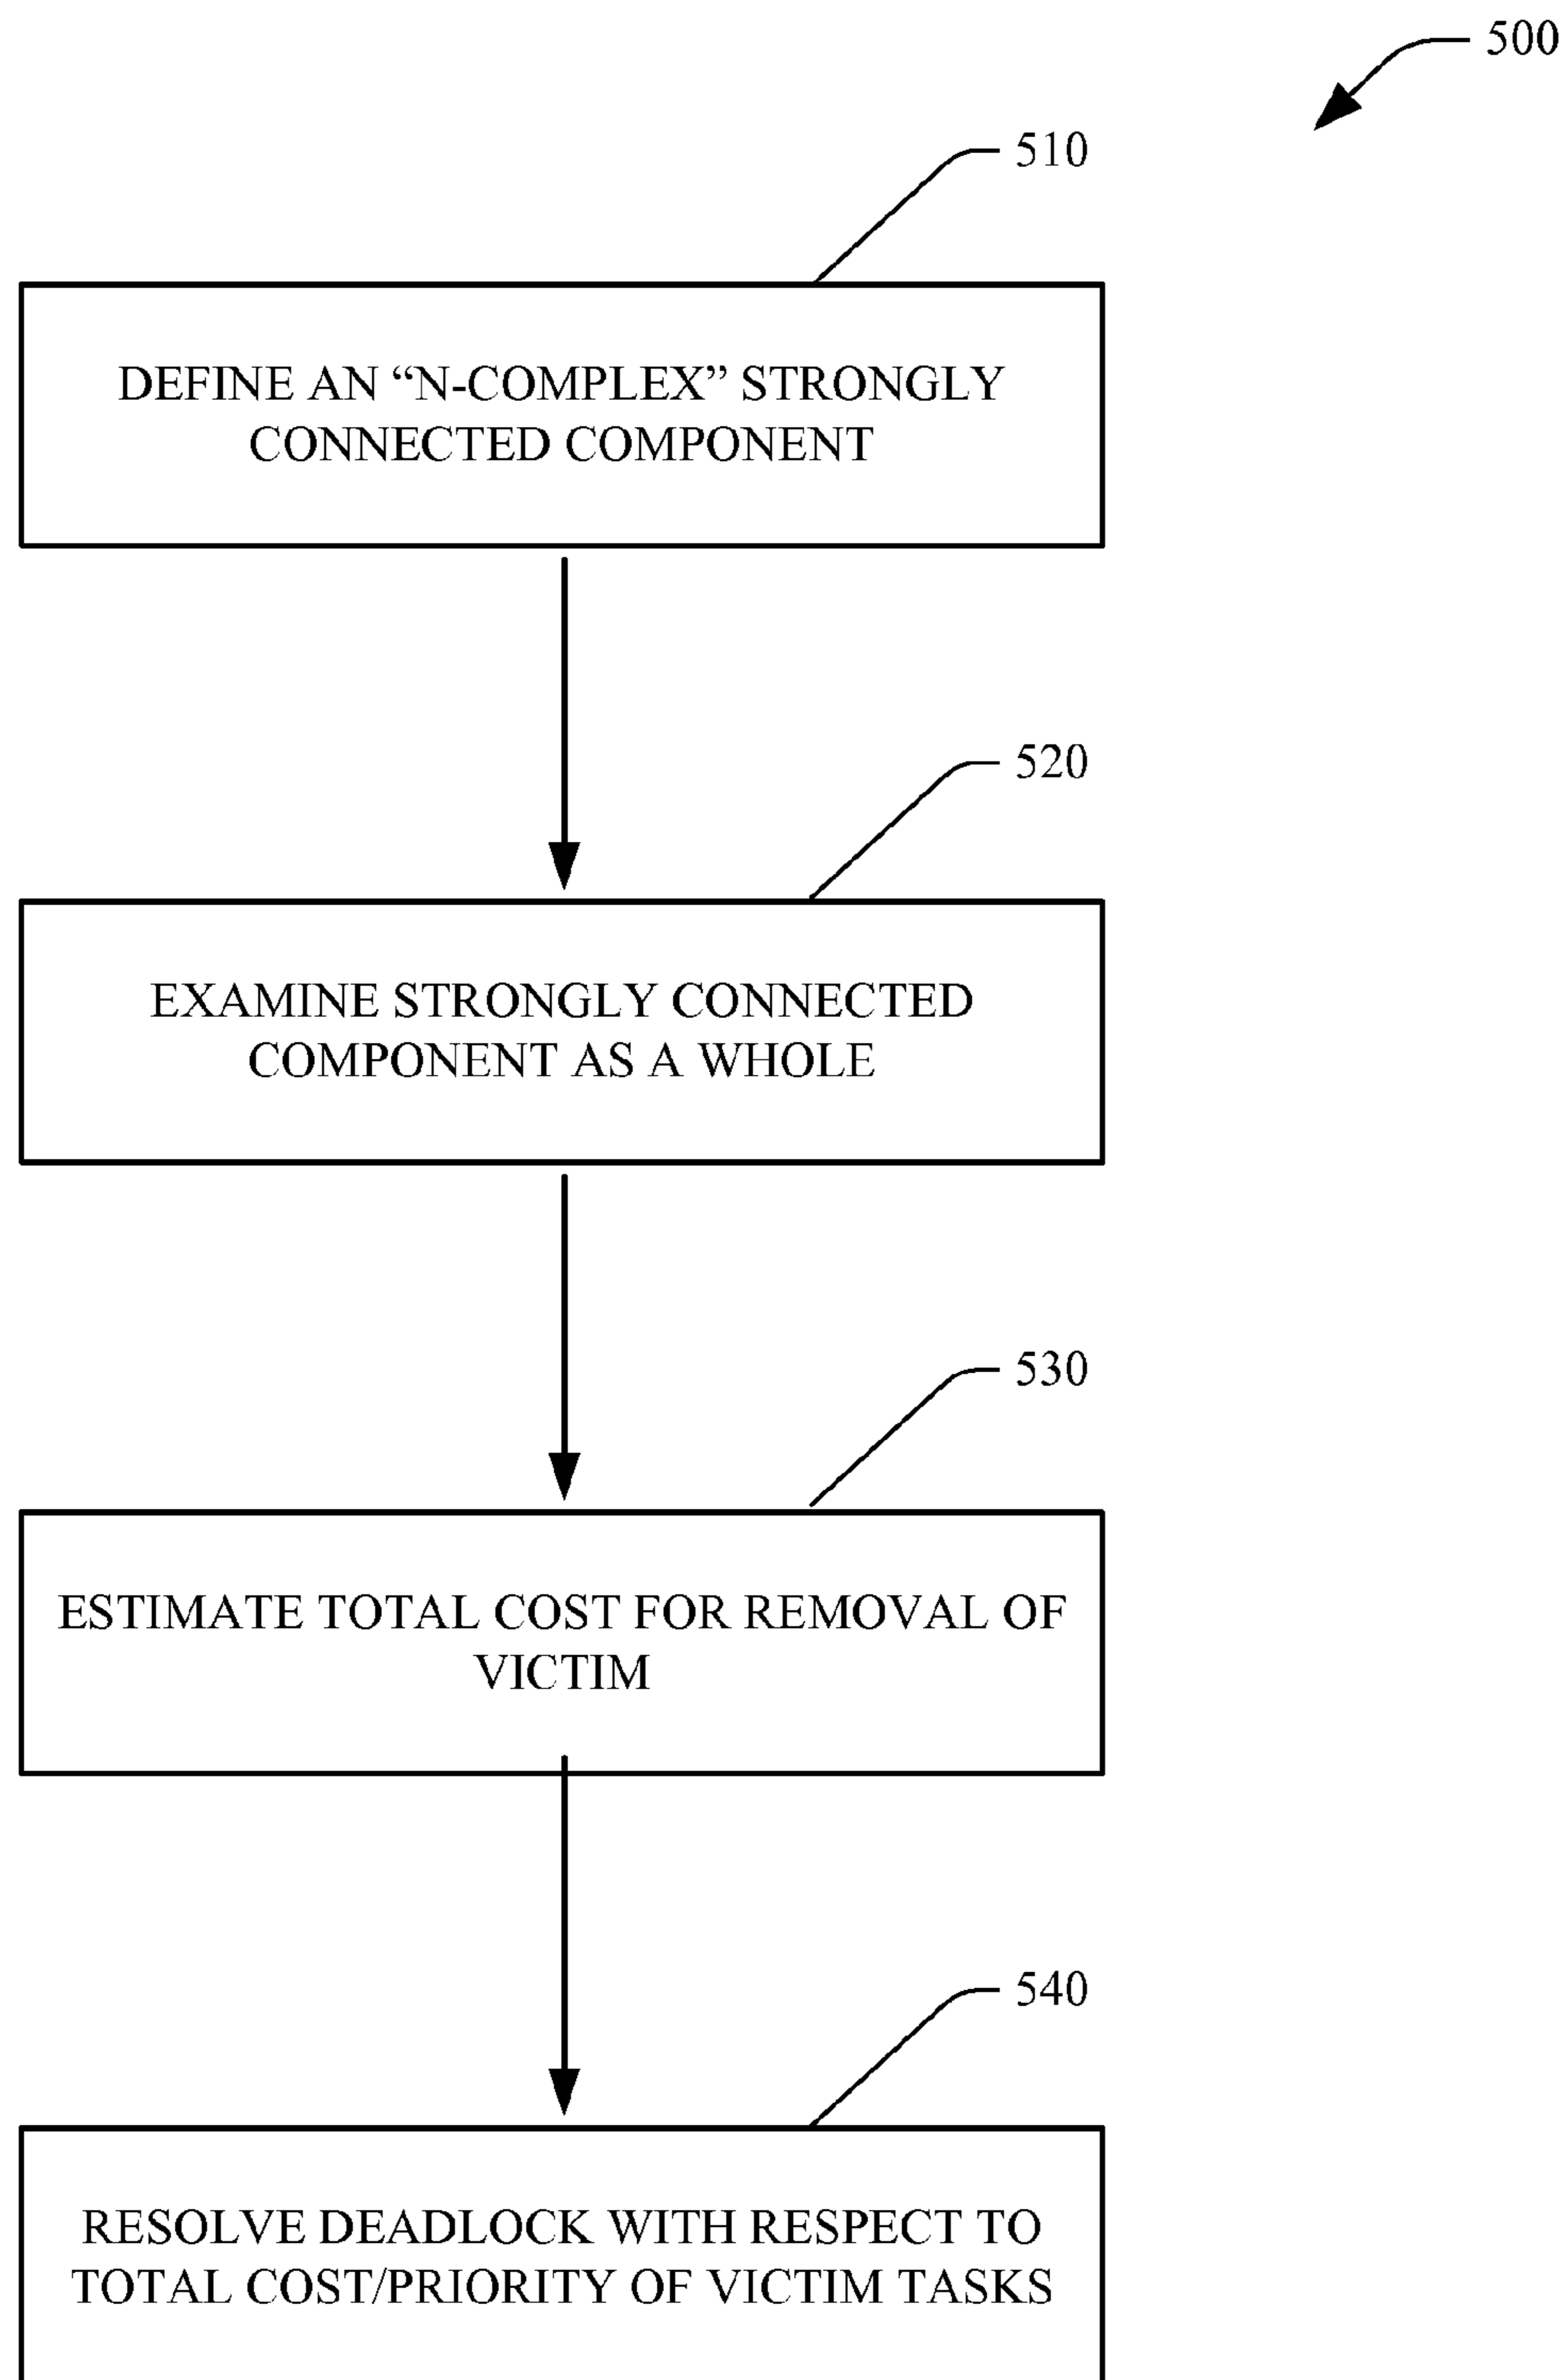 500
510
DEFINE AN “N-COMPLEX” STRONGLY
CONNECTED COMPONENT
520
EXAMINE STRONGLY CONNECTED
COMPONENT AS A WHOLE
530
ESTIMATE TOTAL COST FOR REMOVAL OF
VICTIM
540
RESOLVE DEADLOCK WITH RESPECT TO
TOTAL COST/PRIORITY OF VICTIM TASKS